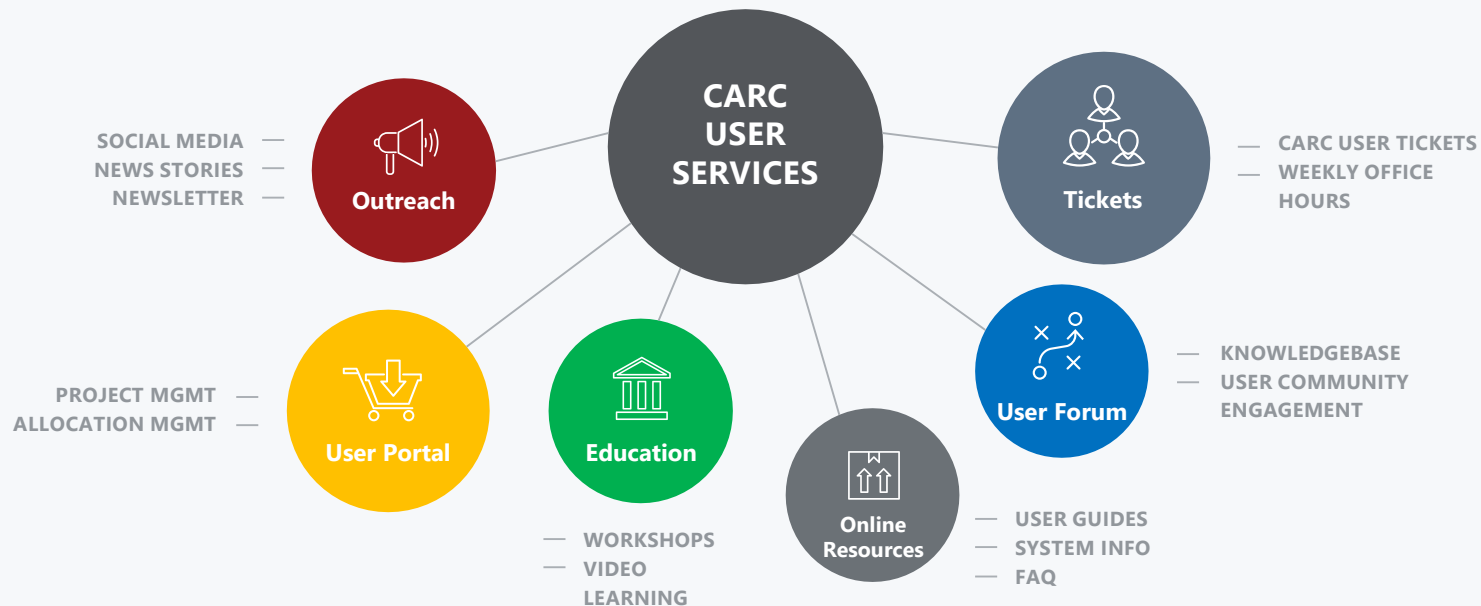 CARC
USER
SERVICES
SOCIAL MEDIA
NEWS STORIES
NEWSLETTER
Outreach
Tickets
CARC USER TICKETS
WEEKLY OFFICE
HOURS
PROJECT MGMT
ALLOCATION MGMT
User Portal
Education
WORKSHOPS
VIDEO
LEARNING
Online
Resources
USER GUIDES
SYSTEM INFO
FAQ
User Forum
KNOWLEDGEBASE
USER COMMUNITY
ENGAGEMENT